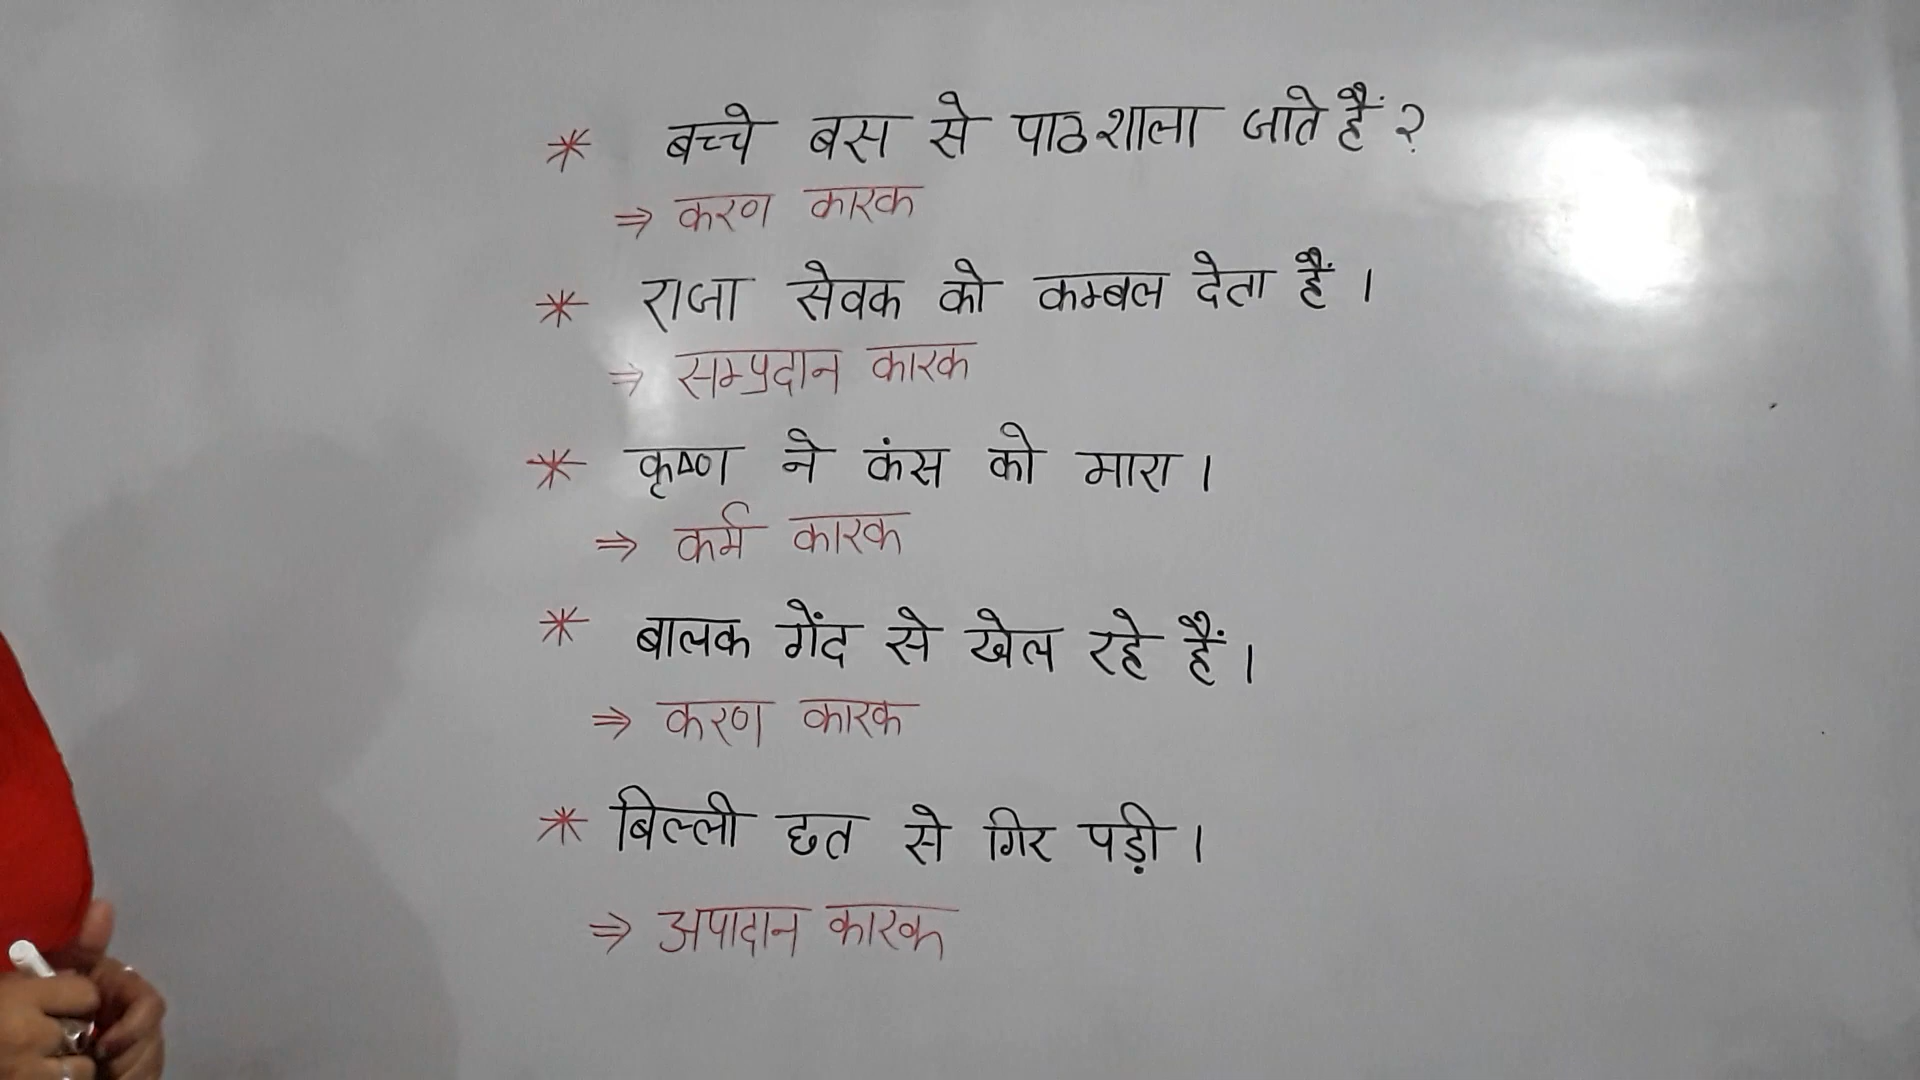 * बच्चे बस से पाठशाला जाते हैं ?
⇒ करण कारक
* राजा सेवक को कम्बल देता हैं ।
⇒ सम्प्रदान कारक
* कृष्ण ने कंस को मारा ।
⇒ कर्म कारक
* बालक गेंद से खेल रहे हैं ।
⇒ करण कारक
* बिल्ली छत से गिर पड़ी ।
⇒ अपादान कारक